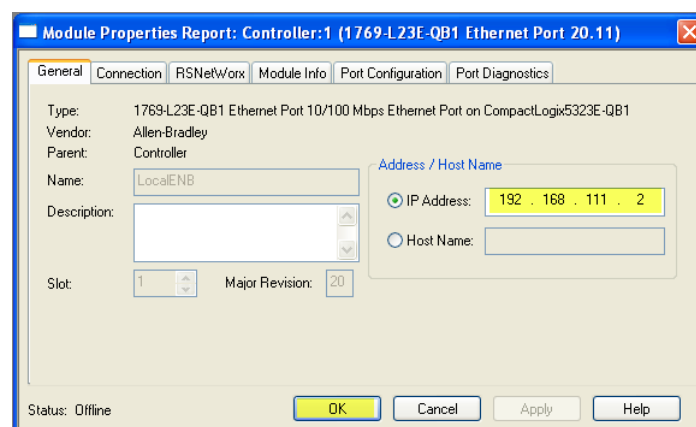 Module Properties Report: Controller:1 (1769-L23E-QB1 Ethernet Port 20.11)
General Connection RSNetWorx Module Info Port Configuration Port Diagnostics
Type: 1769-L23E-QB1 Ethernet Port 10/100 Mbps Ethernet Port on CompactLogix5323E-QB1
Vendor: Allen-Bradley
Parent: Controller
Address / Host Name
Name: LocalENB
IP Address: 192 . 168 . 111 . 2
Description:
Host Name:
Slot: 1 Major Revision: 20
Status: Offline OK Cancel Apply Help